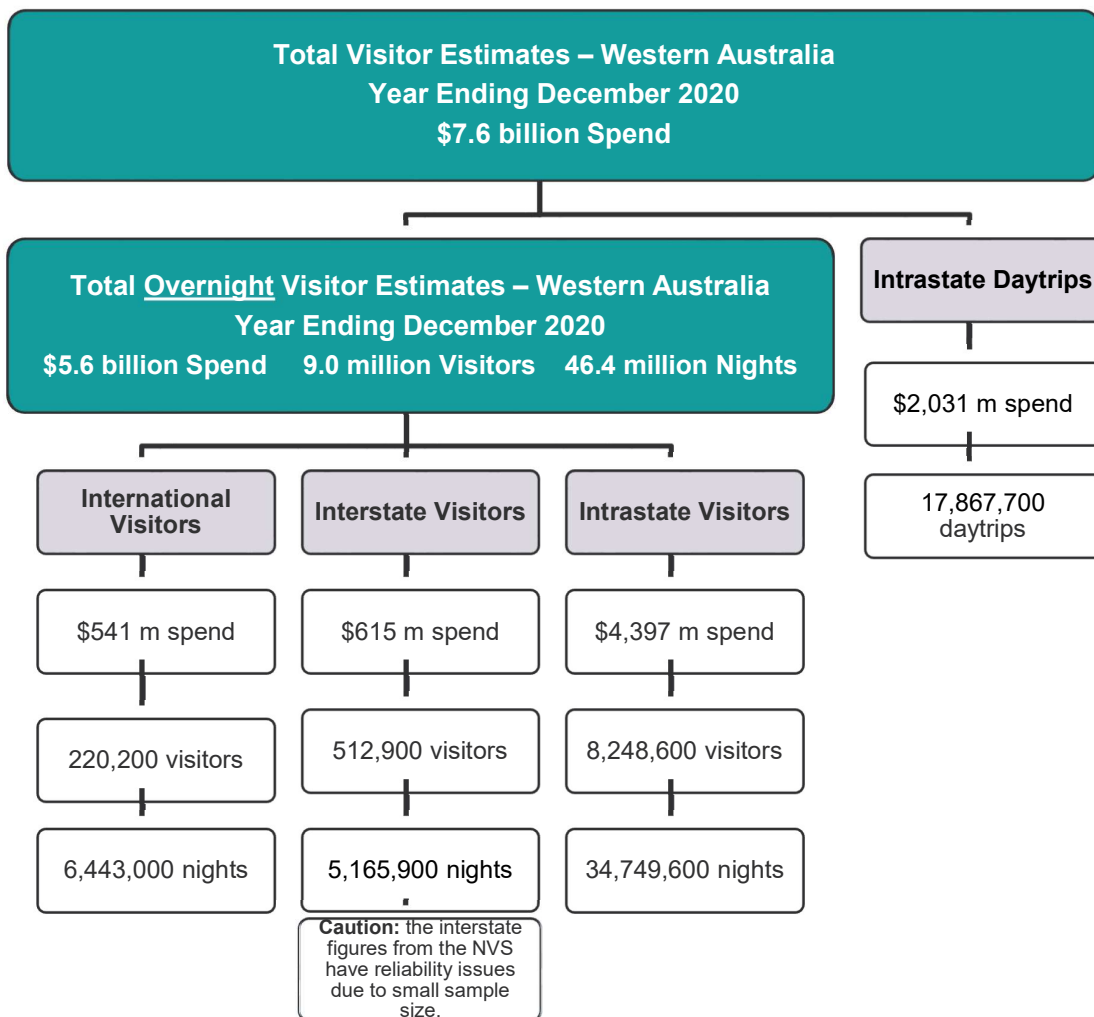 Total Visitor Estimates – Western Australia
Year Ending December 2020
$7.6 billion Spend
Total Overnight Visitor Estimates – Western Australia
Year Ending December 2020
$5.6 billion Spend 9.0 million Visitors 46.4 million Nights
Intrastate Daytrips
$2,031 m spend
17,867,700
daytrips
International
Visitors
$541 m spend
220,200 visitors
6,443,000 nights
Interstate Visitors
$615 m spend
512,900 visitors
5,165,900 nights
Caution: the interstate
figures from the NVS
have reliability issues
due to small sample
size.
Intrastate Visitors
$4,397 m spend
8,248,600 visitors
34,749,600 nights